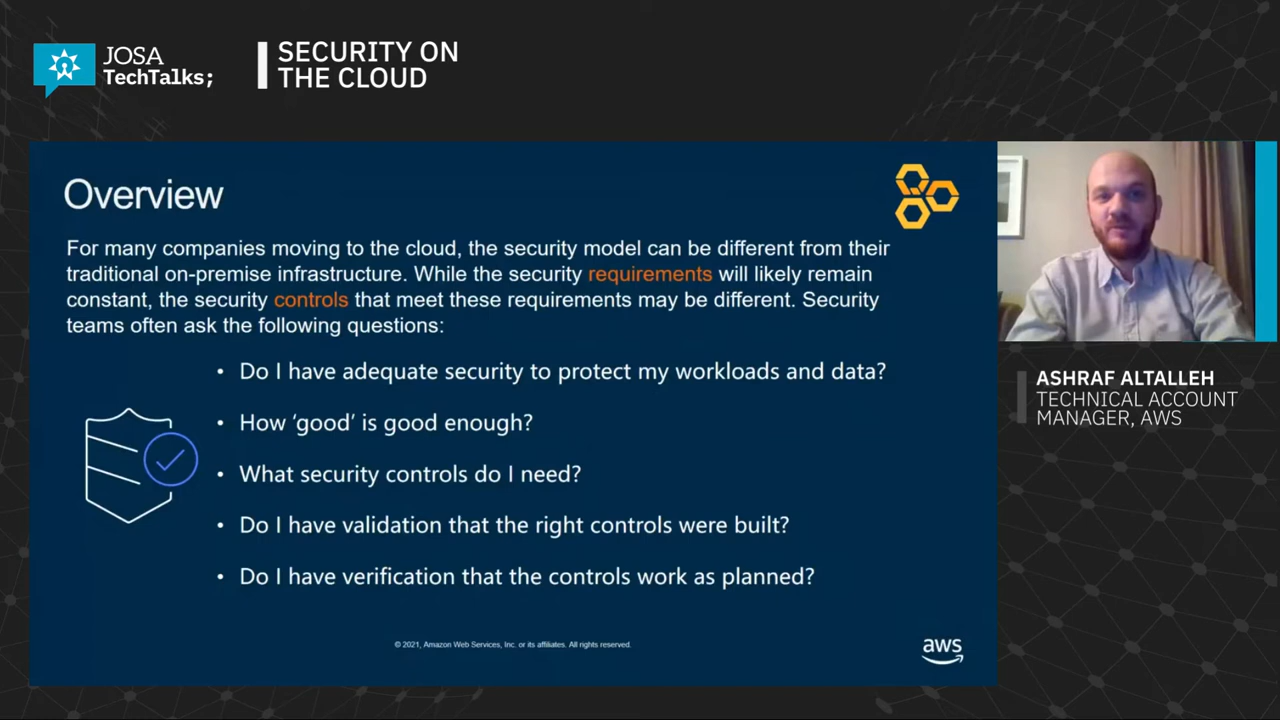 JOSA
TechTalks;
SECURITY ON
THE CLOUD
Overview
For many companies moving to the cloud, the security model can be different from their
traditional on-premise infrastructure. While the security requirements will likely remain
constant, the security controls that meet these requirements may be different. Security
teams often ask the following questions:
• Do I have adequate security to protect my workloads and data?
• How ‘good’ is good enough?
• What security controls do I need?
• Do I have validation that the right controls were built?
• Do I have verification that the controls work as planned?
© 2021, Amazon Web Services, Inc. or its affiliates. All rights reserved.
aws
ASHRAF ALTALLEH
TECHNICAL ACCOUNT
MANAGER, AWS